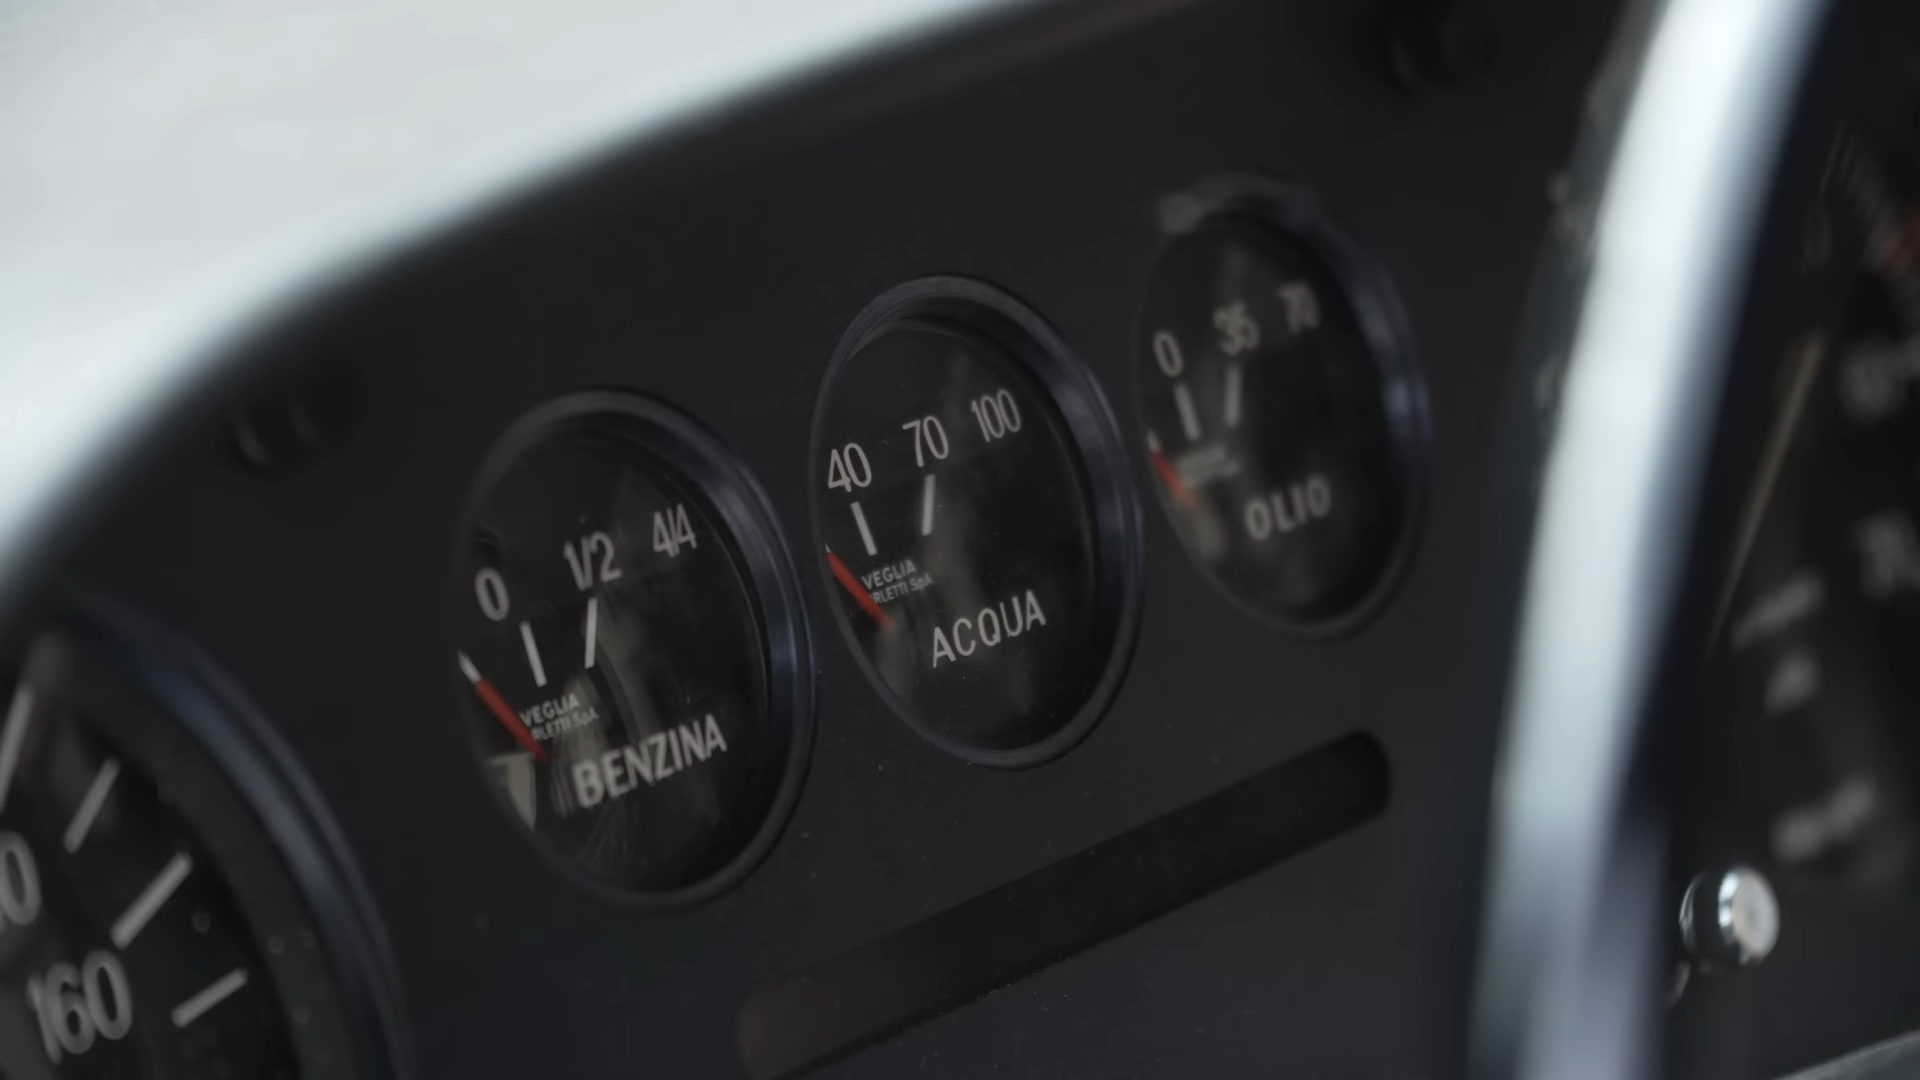 0 1/2 4/4
VEGLIA
BENZINA
40 70 100
VEGLIA
ACQUA
0 35 70
OLIO
160